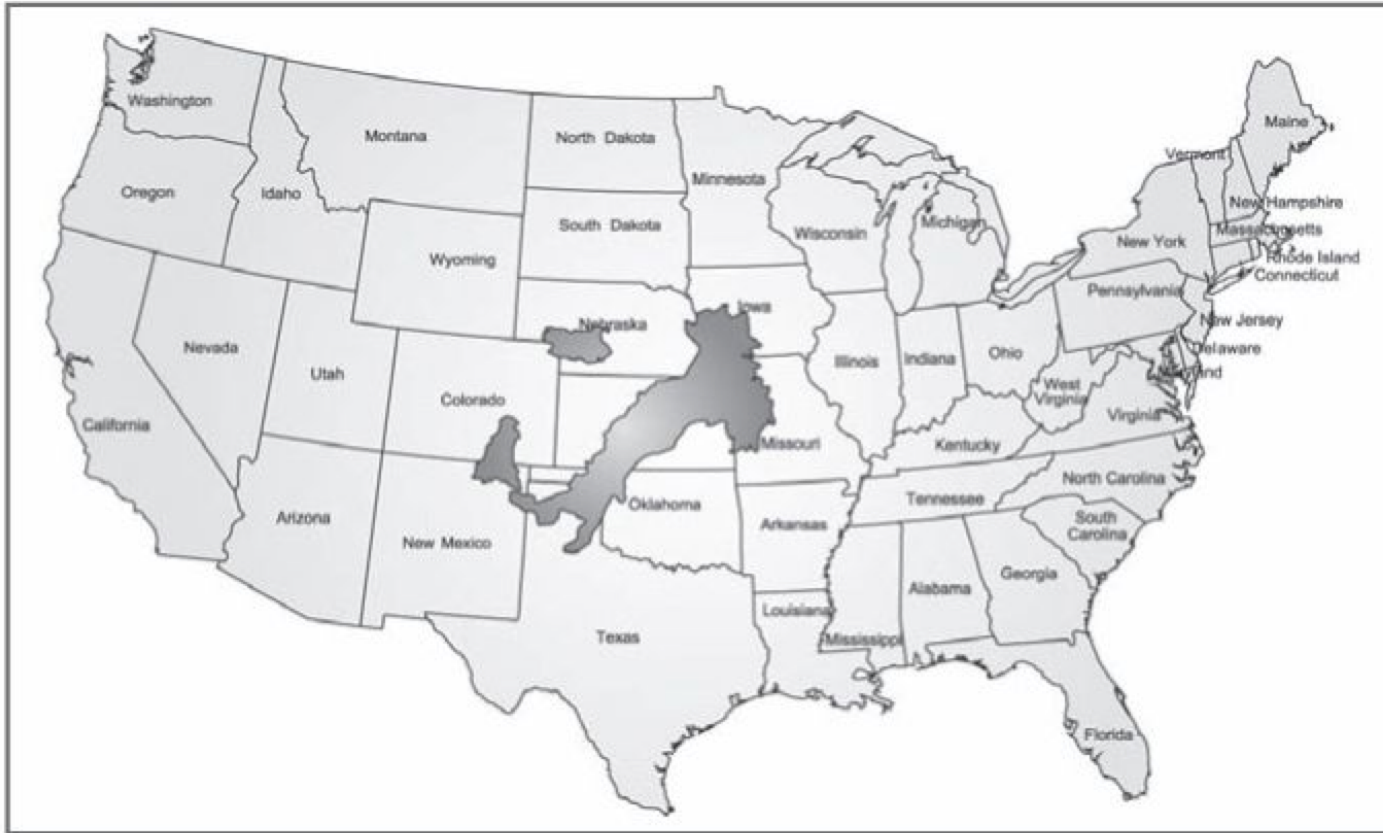 Washington
Montana
North Dakota
Minnesota
Maine
Vermont
Oregon
Idaho
South Dakota
Wisconsin
Michigan
New Hampshire
Massachusetts
New York
Rhode Island
Connecticut
Wyoming
Pennsylvania
Iowa
Nebraska
New Jersey
Nevada
Utah
Illinois
Indiana
Ohio
Delaware
Colorado
West
Virginia
Virginia
California
Missouri
Kentucky
North Carolina
Tennessee
Oklahoma
Arizona
New Mexico
Arkansas
South
Carolina
Georgia
Alabama
Louisiana
Mississippi
Texas
Florida